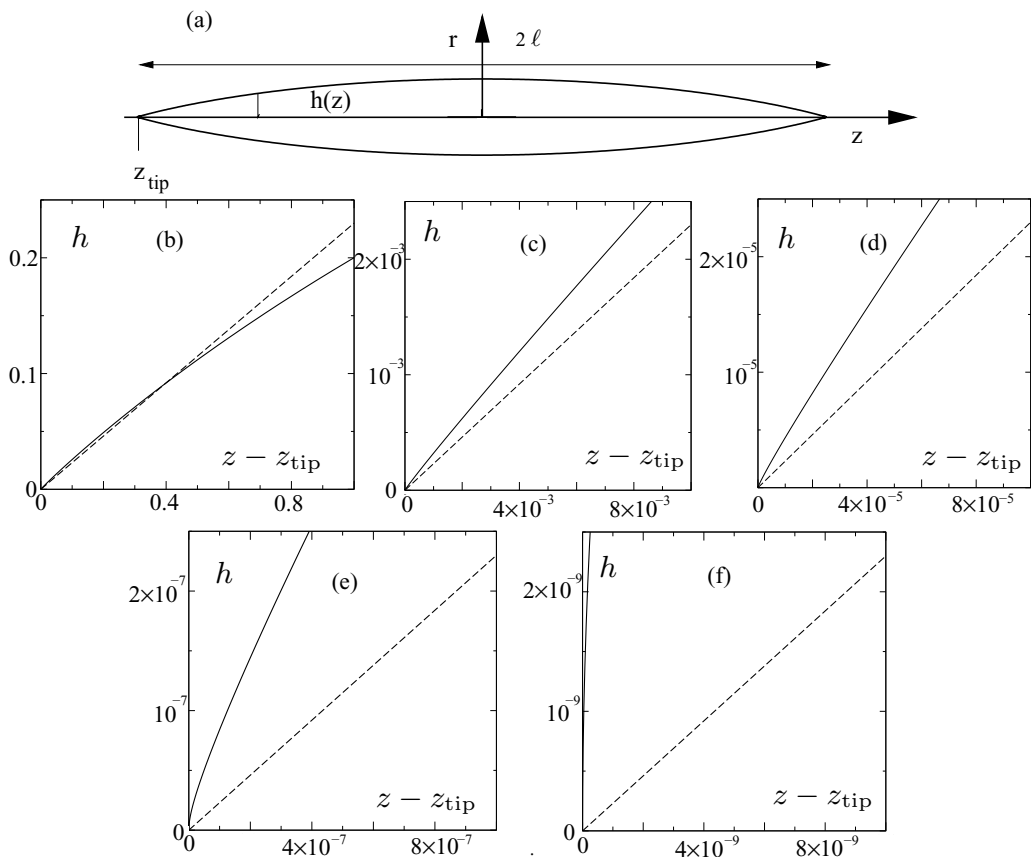 (a)
r
2 ℓ
h(z)
z
z_tip
h
(b)
0.2
0.1
0
0
0.4
0.8
z − z_tip
h
(c)
2×10⁻³
10⁻³
0
0
4×10⁻³
8×10⁻³
z − z_tip
h
(d)
2×10⁻⁵
10⁻⁵
0
0
4×10⁻⁵
8×10⁻⁵
z − z_tip
h
(e)
2×10⁻⁷
10⁻⁷
0
0
4×10⁻⁷
8×10⁻⁷
z − z_tip
h
(f)
2×10⁻⁹
10⁻⁹
0
0
4×10⁻⁹
8×10⁻⁹
z − z_tip